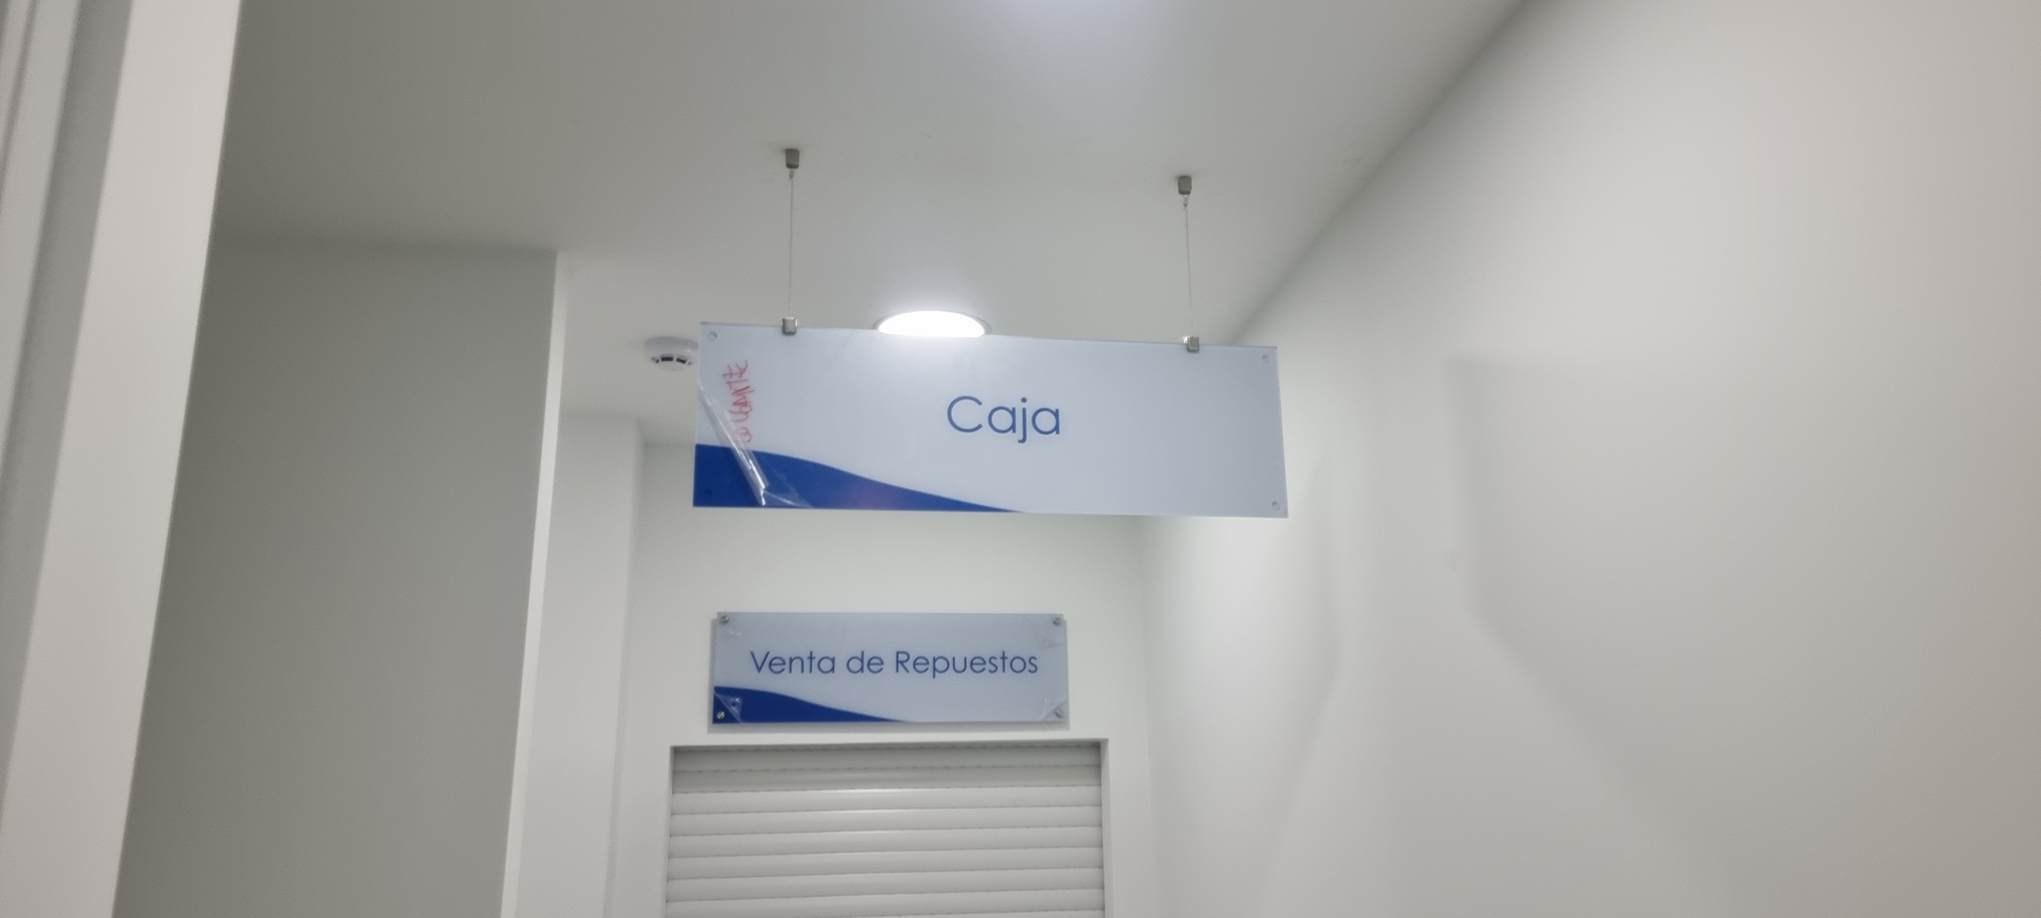 Caja
Venta de Repuestos